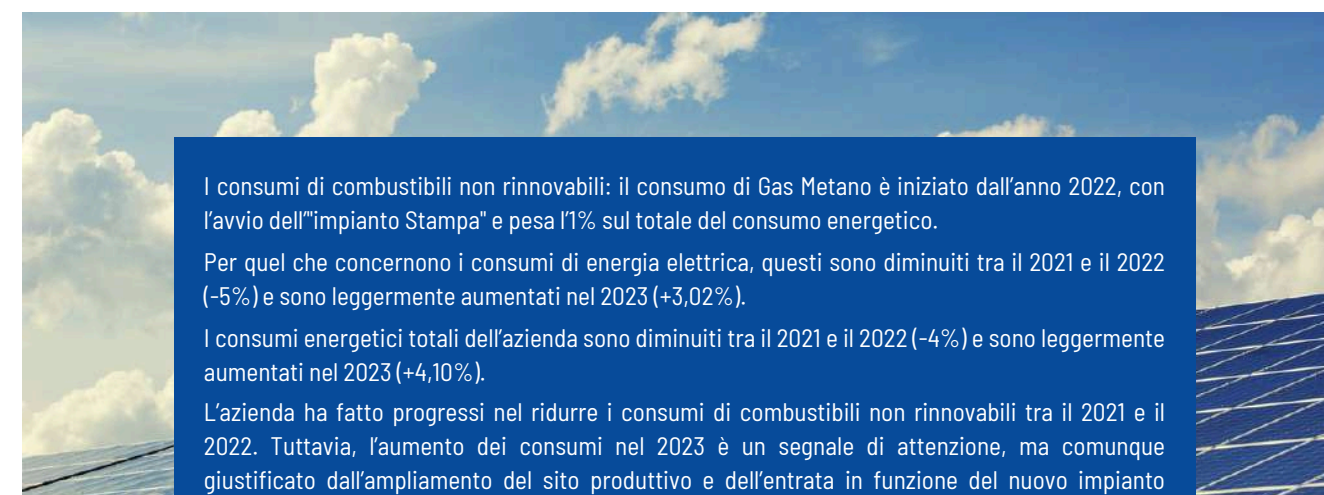 I consumi di combustibili non rinnovabili: il consumo di Gas Metano è iniziato dall’anno 2022, con
l’avvio dell’"impianto Stampa" e pesa l’1% sul totale del consumo energetico.
Per quel che concernono i consumi di energia elettrica, questi sono diminuiti tra il 2021 e il 2022
(-5%) e sono leggermente aumentati nel 2023 (+3,02%).
I consumi energetici totali dell’azienda sono diminuiti tra il 2021 e il 2022 (-4%) e sono leggermente
aumentati nel 2023 (+4,10%).
L’azienda ha fatto progressi nel ridurre i consumi di combustibili non rinnovabili tra il 2021 e il
2022. Tuttavia, l’aumento dei consumi nel 2023 è un segnale di attenzione, ma comunque
giustificato dall’ampliamento del sito produttivo e dell’entrata in funzione del nuovo impianto